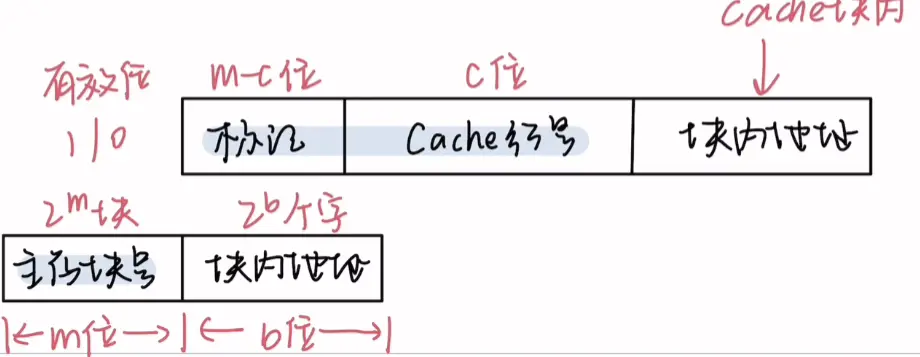 Cache块内
有效位 m-c位 c位
1/0 标记 Cache行号 块内地址
2^m块 2^b个字
主存块号 块内地址
|←m位→|←b位→|